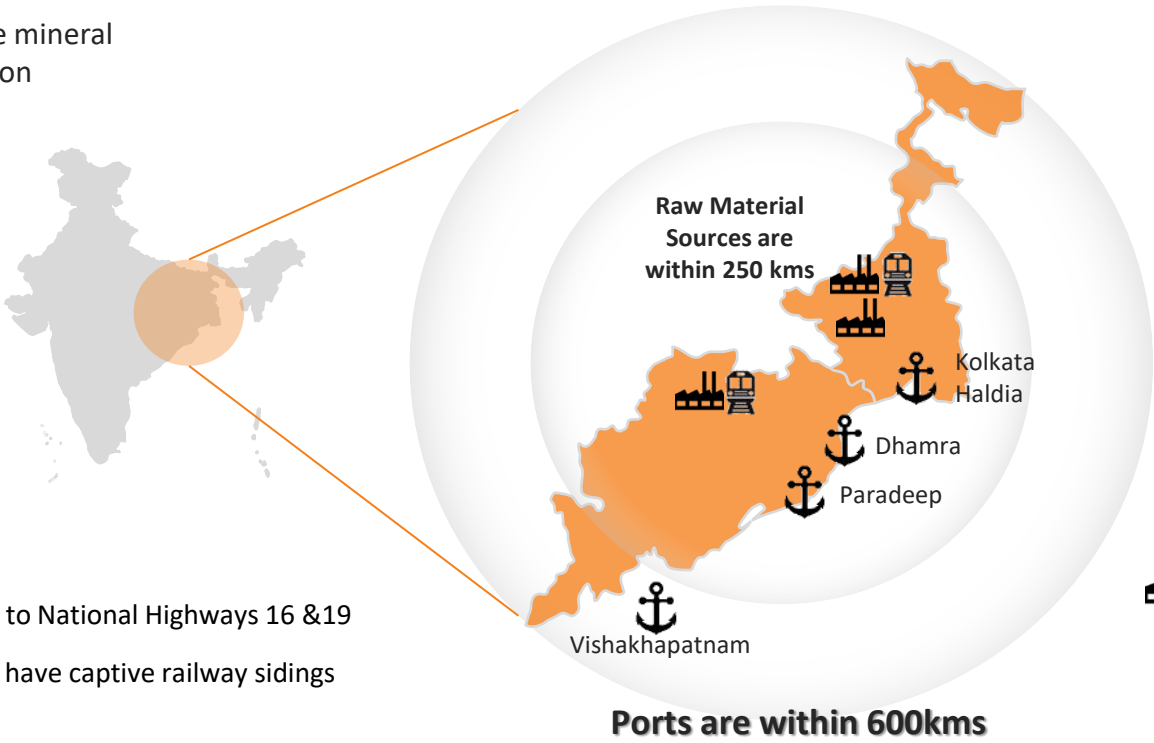 e mineral
on
Raw Material
Sources are
within 250 kms
Kolkata
Haldia
Dhamra
Paradeep
Vishakhapatnam
to National Highways 16 &19
have captive railway sidings
Ports are within 600kms